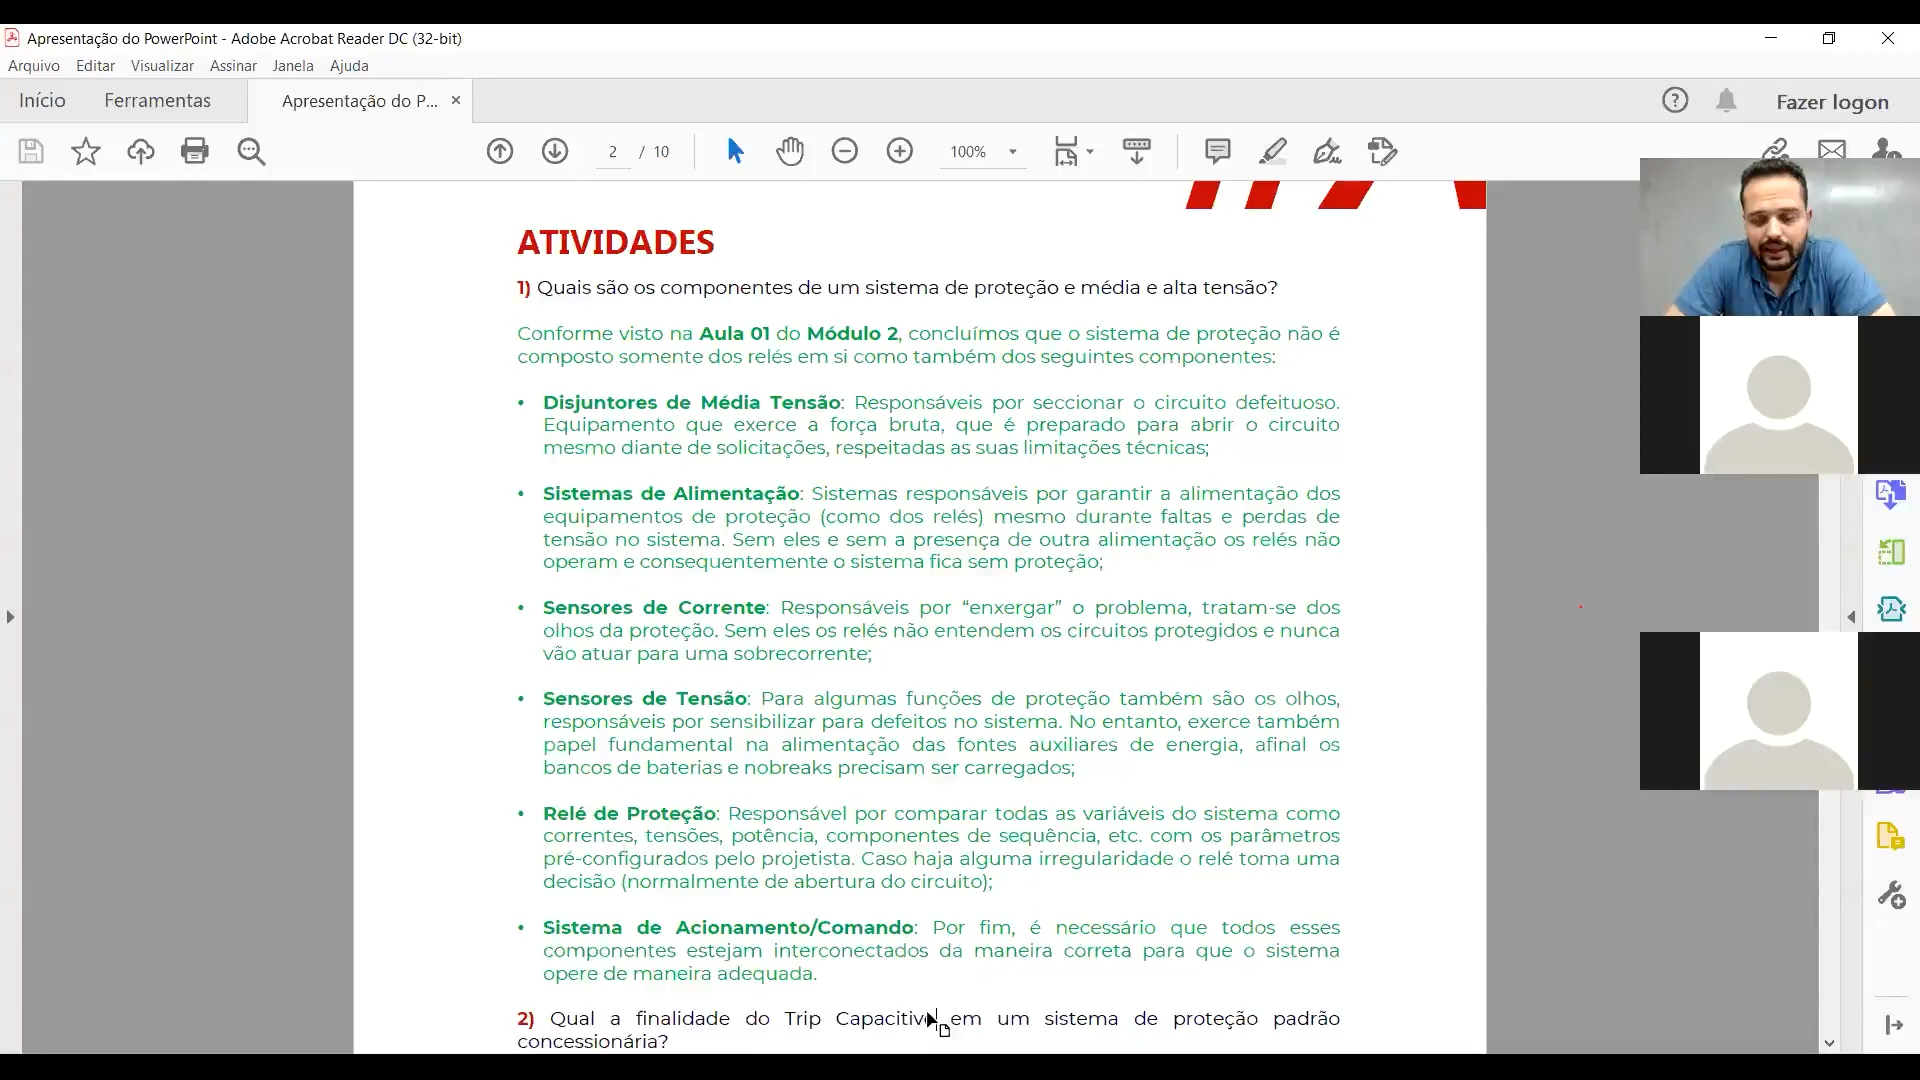 Apresentação do PowerPoint - Adobe Acrobat Reader DC (32-bit)
Arquivo Editar Visualizar Assinar Janela Ajuda
Início Ferramentas Apresentação do P... Fazer logon
2 / 10 100%
ATIVIDADES
1) Quais são os componentes de um sistema de proteção e média e alta tensão?
Conforme visto na Aula 01 do Módulo 2, concluímos que o sistema de proteção não é
composto somente dos relés em si como também dos seguintes componentes:
• Disjuntores de Média Tensão: Responsáveis por seccionar o circuito defeituoso.
Equipamento que exerce a força bruta, que é preparado para abrir o circuito
mesmo diante de solicitações, respeitadas as suas limitações técnicas;
• Sistemas de Alimentação: Sistemas responsáveis por garantir a alimentação dos
equipamentos de proteção (como dos relés) mesmo durante faltas e perdas de
tensão no sistema. Sem eles e sem a presença de outra alimentação os relés não
operam e consequentemente o sistema fica sem proteção;
• Sensores de Corrente: Responsáveis por “enxergar” o problema, tratam-se dos
olhos da proteção. Sem eles os relés não entendem os circuitos protegidos e nunca
vão atuar para uma sobrecorrente;
• Sensores de Tensão: Para algumas funções de proteção também são os olhos,
responsáveis por sensibilizar para defeitos no sistema. No entanto, exerce também
papel fundamental na alimentação das fontes auxiliares de energia, afinal os
bancos de baterias e nobreaks precisam ser carregados;
• Relé de Proteção: Responsável por comparar todas as variáveis do sistema como
correntes, tensões, potência, componentes de sequência, etc. com os parâmetros
pré-configurados pelo projetista. Caso haja alguma irregularidade o relé toma uma
decisão (normalmente de abertura do circuito);
• Sistema de Acionamento/Comando: Por fim, é necessário que todos esses
componentes estejam interconectados da maneira correta para que o sistema
opere de maneira adequada.
2) Qual a finalidade do Trip Capacitivo em um sistema de proteção padrão
concessionária?